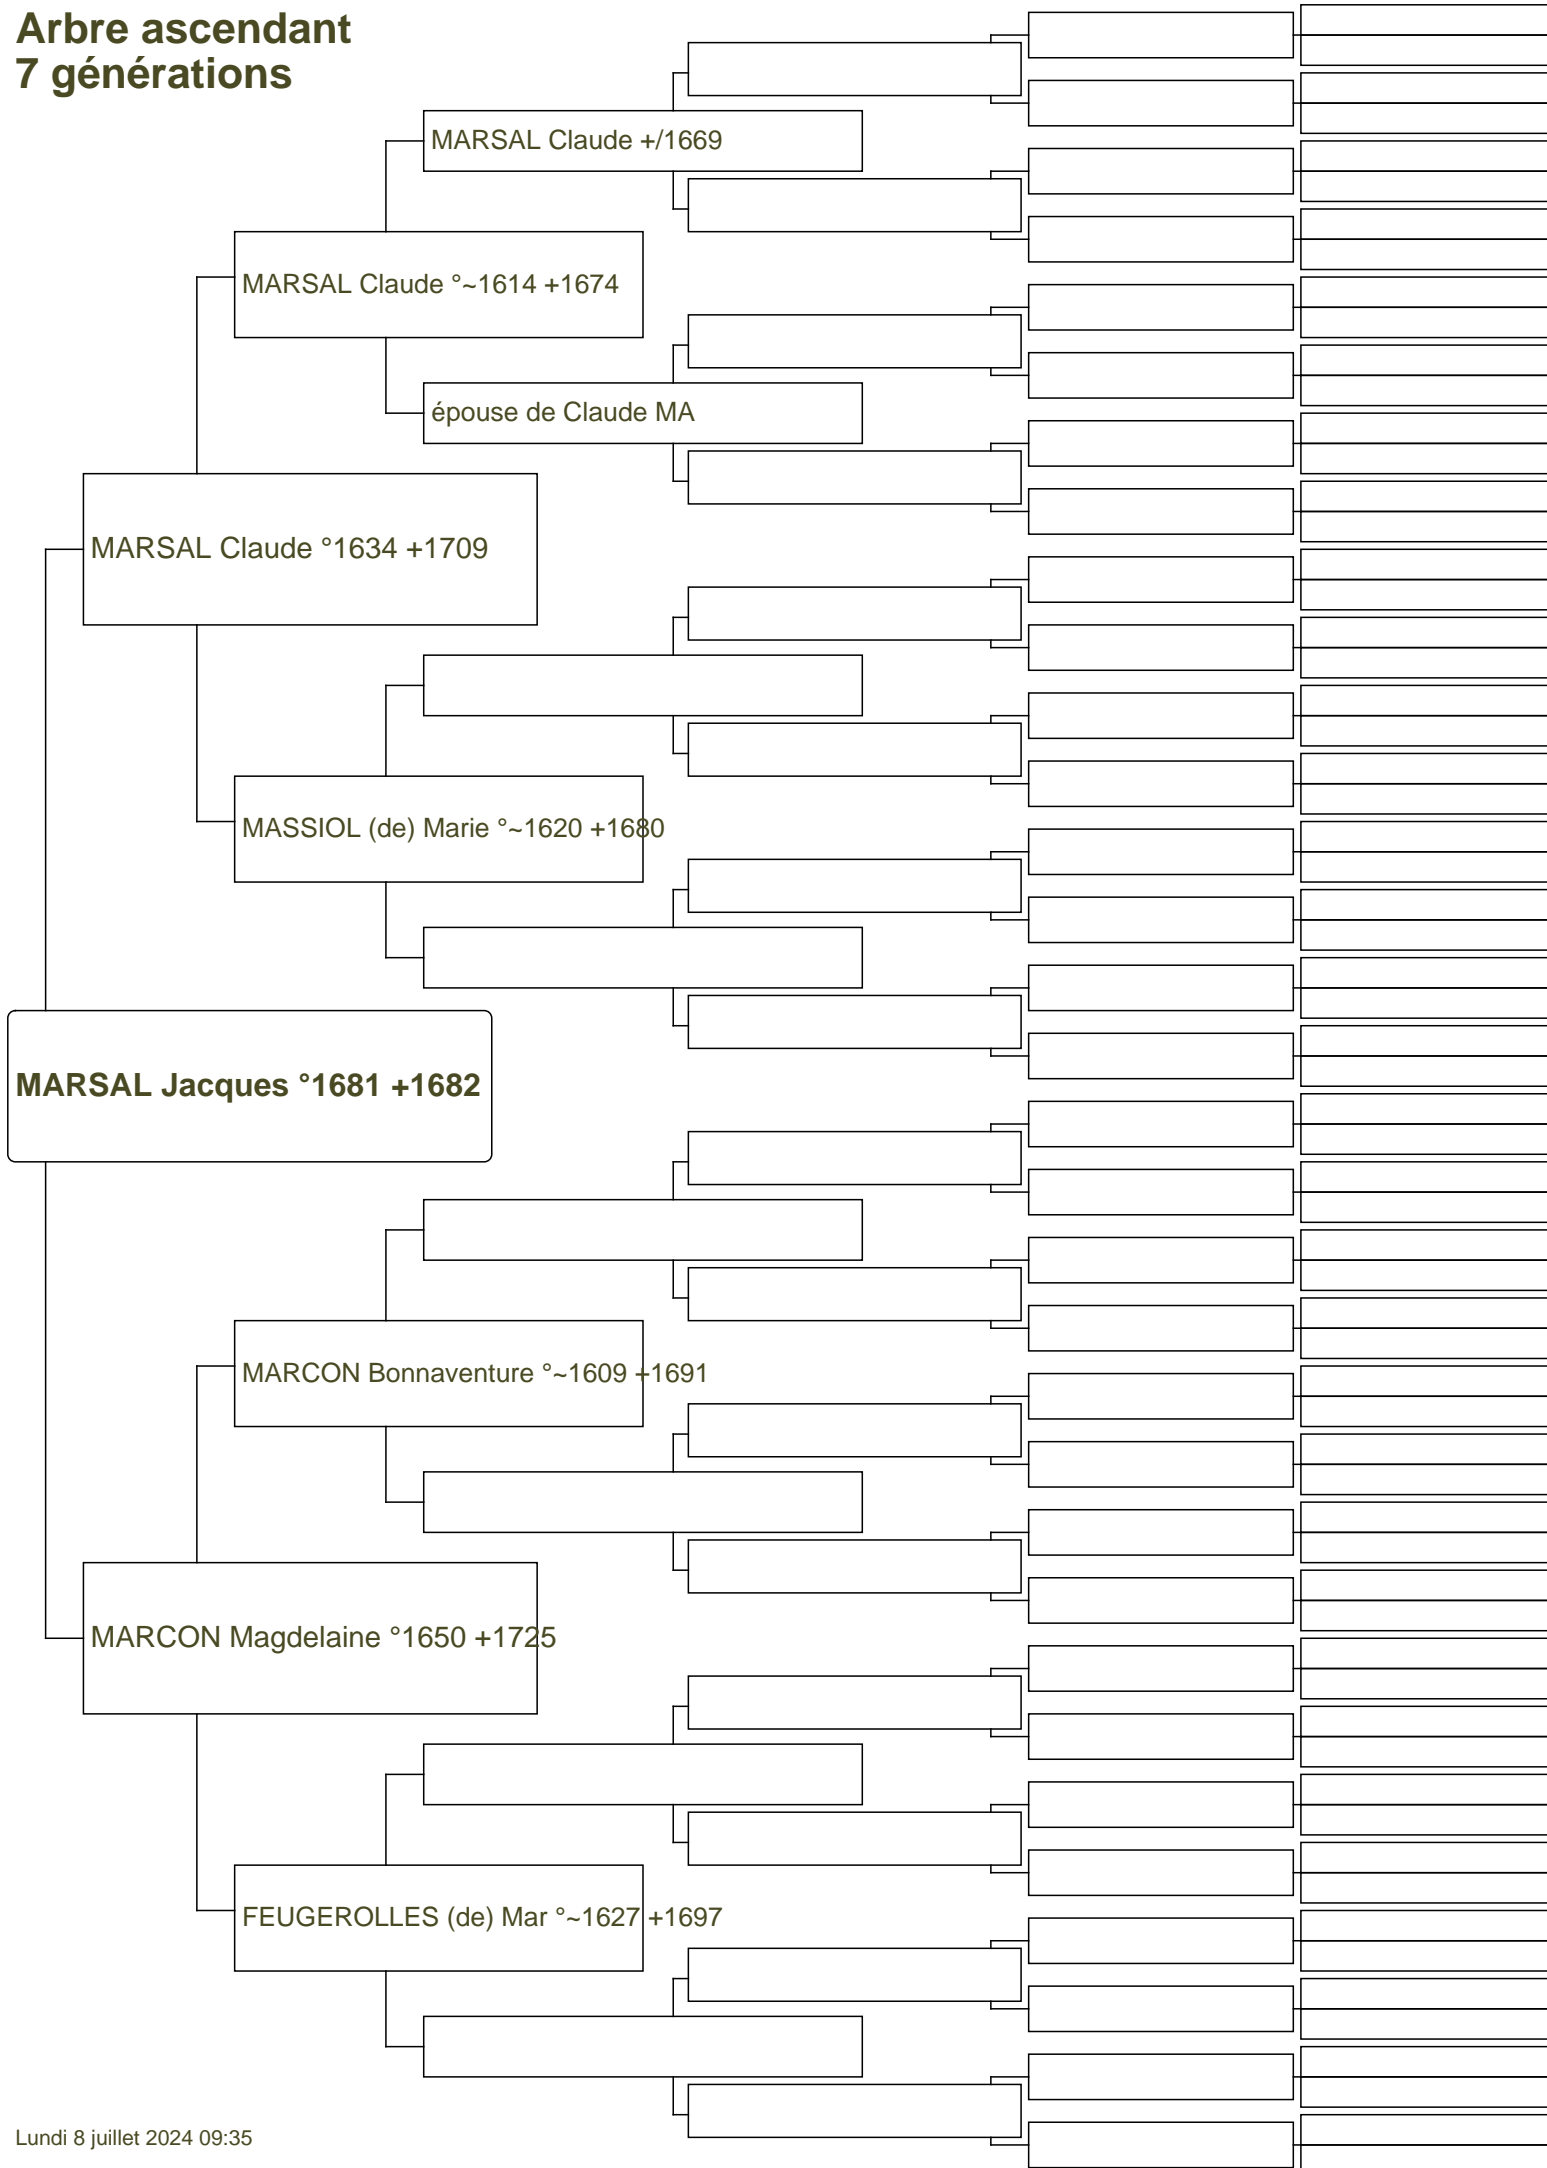 Arbre ascendant
7 générations
MARSAL Claude +/1669
MARSAL Claude °~1614 +1674
épouse de Claude MA
MARSAL Claude °1634 +1709
MASSIOL (de) Marie °~1620 +1680
MARSAL Jacques °1681 +1682
MARCON Bonnaventure °~1609 +1691
MARCON Magdelaine °1650 +1725
FEUGEROLLES (de) Mar °~1627 +1697
Lundi 8 juillet 2024 09:35